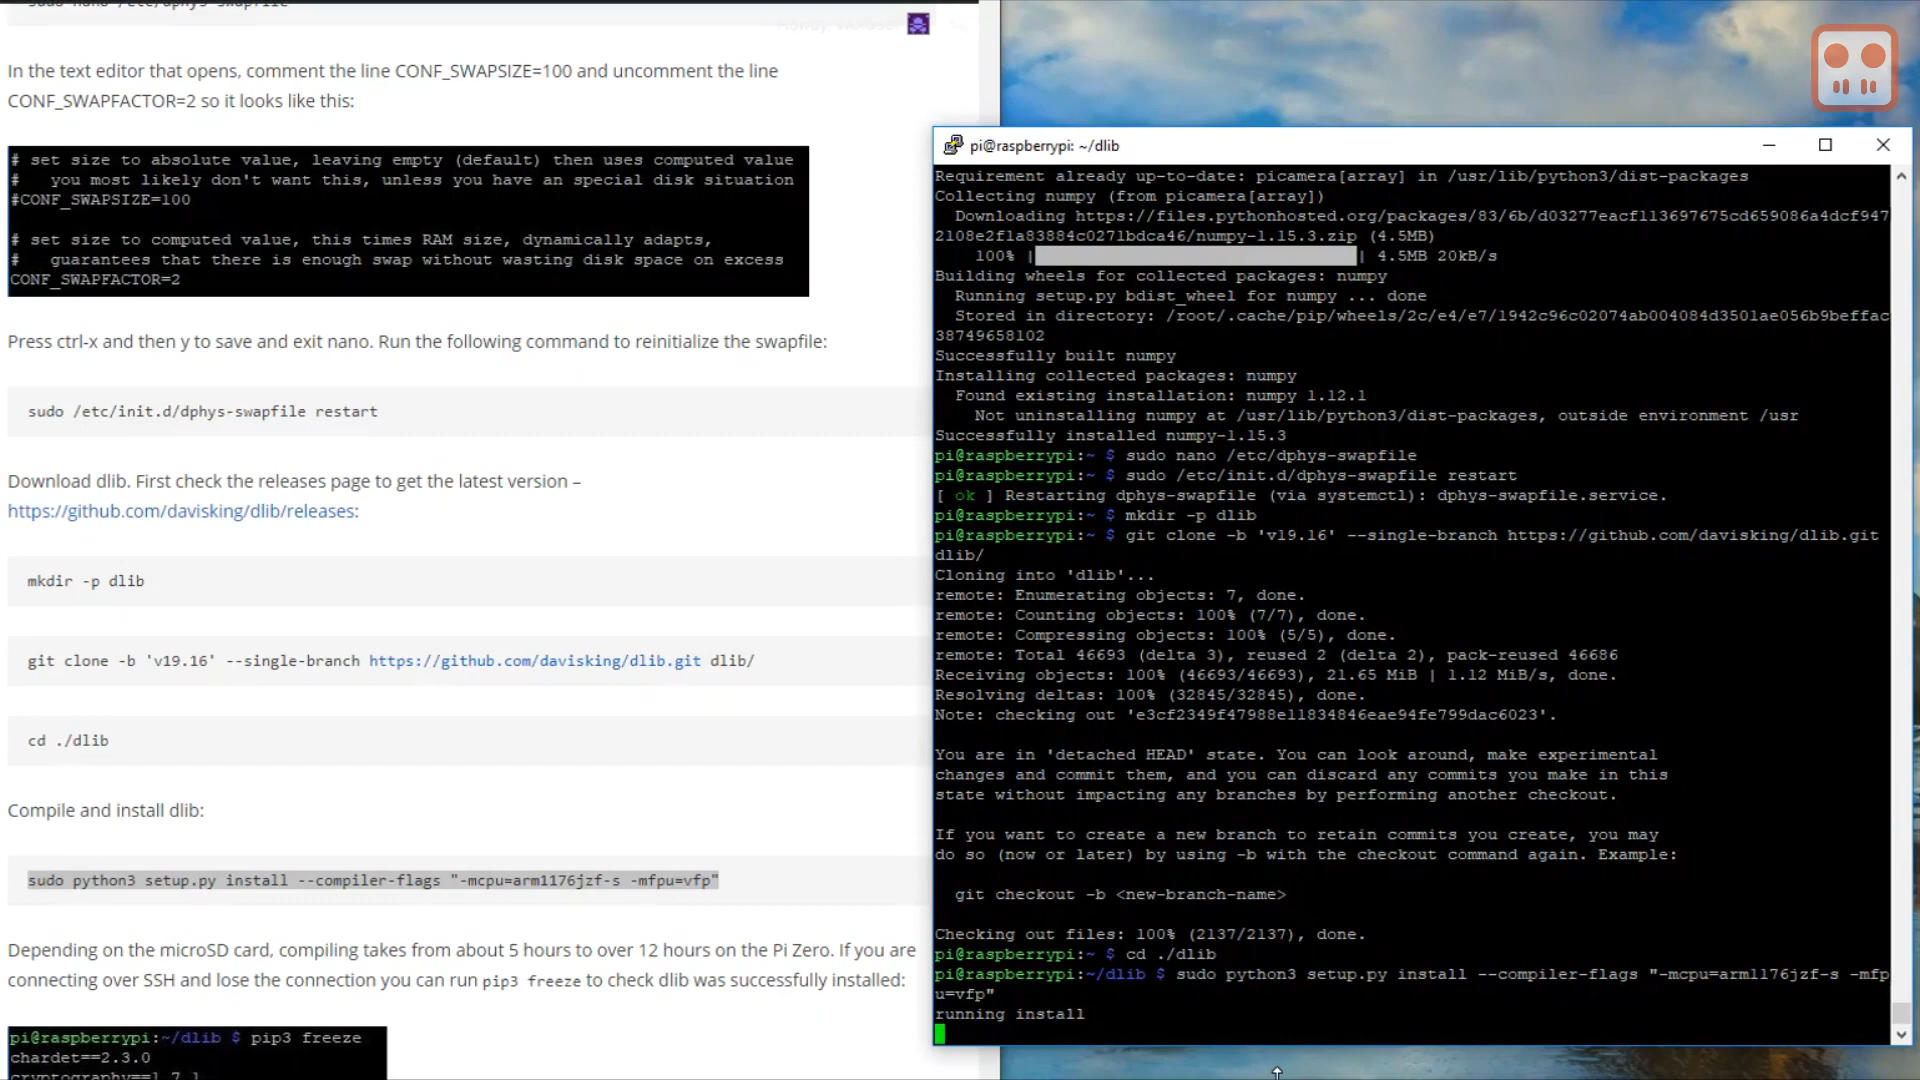 sudo nano /etc/dphys-swapfile
In the text editor that opens, comment the line CONF_SWAPSIZE=100 and uncomment the line
CONF_SWAPFACTOR=2 so it looks like this:
# set size to absolute value, leaving empty (default) then uses computed value
#   you most likely don't want this, unless you have an special disk situation
#CONF_SWAPSIZE=100
# set size to computed value, this times RAM size, dynamically adapts,
#   guarantees that there is enough swap without wasting disk space on excess
CONF_SWAPFACTOR=2
Press ctrl-x and then y to save and exit nano. Run the following command to reinitialize the swapfile:
sudo /etc/init.d/dphys-swapfile restart
Download dlib. First check the releases page to get the latest version –
https://github.com/davisking/dlib/releases:
mkdir -p dlib
git clone -b 'v19.16' --single-branch https://github.com/davisking/dlib.git dlib/
cd ./dlib
Compile and install dlib:
sudo python3 setup.py install --compiler-flags "-mcpu=arm1176jzf-s -mfpu=vfp"
Depending on the microSD card, compiling takes from about 5 hours to over 12 hours on the Pi Zero. If you are
connecting over SSH and lose the connection you can run pip3 freeze to check dlib was successfully installed:
pi@raspberrypi:~/dlib $ pip3 freeze
chardet==2.3.0
cryptography==1.7.1
pi@raspberrypi: ~/dlib
Requirement already up-to-date: picamera[array] in /usr/lib/python3/dist-packages
Collecting numpy (from picamera[array])
Downloading https://files.pythonhosted.org/packages/83/6b/d03277eacf113697675cd659086a4dcf947
2108e2f1a83884c0271bdca46/numpy-1.15.3.zip (4.5MB)
100% | | 4.5MB 20kB/s
Building wheels for collected packages: numpy
Running setup.py bdist_wheel for numpy ... done
Stored in directory: /root/.cache/pip/wheels/2c/e4/e7/1942c96c02074ab004084d3501ae056b9beffac
38749658102
Successfully built numpy
Installing collected packages: numpy
Found existing installation: numpy 1.12.1
Not uninstalling numpy at /usr/lib/python3/dist-packages, outside environment /usr
Successfully installed numpy-1.15.3
pi@raspberrypi:~ $ sudo nano /etc/dphys-swapfile
pi@raspberrypi:~ $ sudo /etc/init.d/dphys-swapfile restart
[ ok ] Restarting dphys-swapfile (via systemctl): dphys-swapfile.service.
pi@raspberrypi:~ $ mkdir -p dlib
pi@raspberrypi:~ $ git clone -b 'v19.16' --single-branch https://github.com/davisking/dlib.git
dlib/
Cloning into 'dlib'...
remote: Enumerating objects: 7, done.
remote: Counting objects: 100% (7/7), done.
remote: Compressing objects: 100% (5/5), done.
remote: Total 46693 (delta 3), reused 2 (delta 2), pack-reused 46686
Receiving objects: 100% (46693/46693), 21.65 MiB | 1.12 MiB/s, done.
Resolving deltas: 100% (32845/32845), done.
Note: checking out 'e3cf2349f47988e11834846eae94fe799dac6023'.
You are in 'detached HEAD' state. You can look around, make experimental
changes and commit them, and you can discard any commits you make in this
state without impacting any branches by performing another checkout.
If you want to create a new branch to retain commits you create, you may
do so (now or later) by using -b with the checkout command again. Example:
git checkout -b <new-branch-name>
Checking out files: 100% (2137/2137), done.
pi@raspberrypi:~ $ cd ./dlib
pi@raspberrypi:~/dlib $ sudo python3 setup.py install --compiler-flags "-mcpu=arm1176jzf-s -mfp
u=vfp"
running install